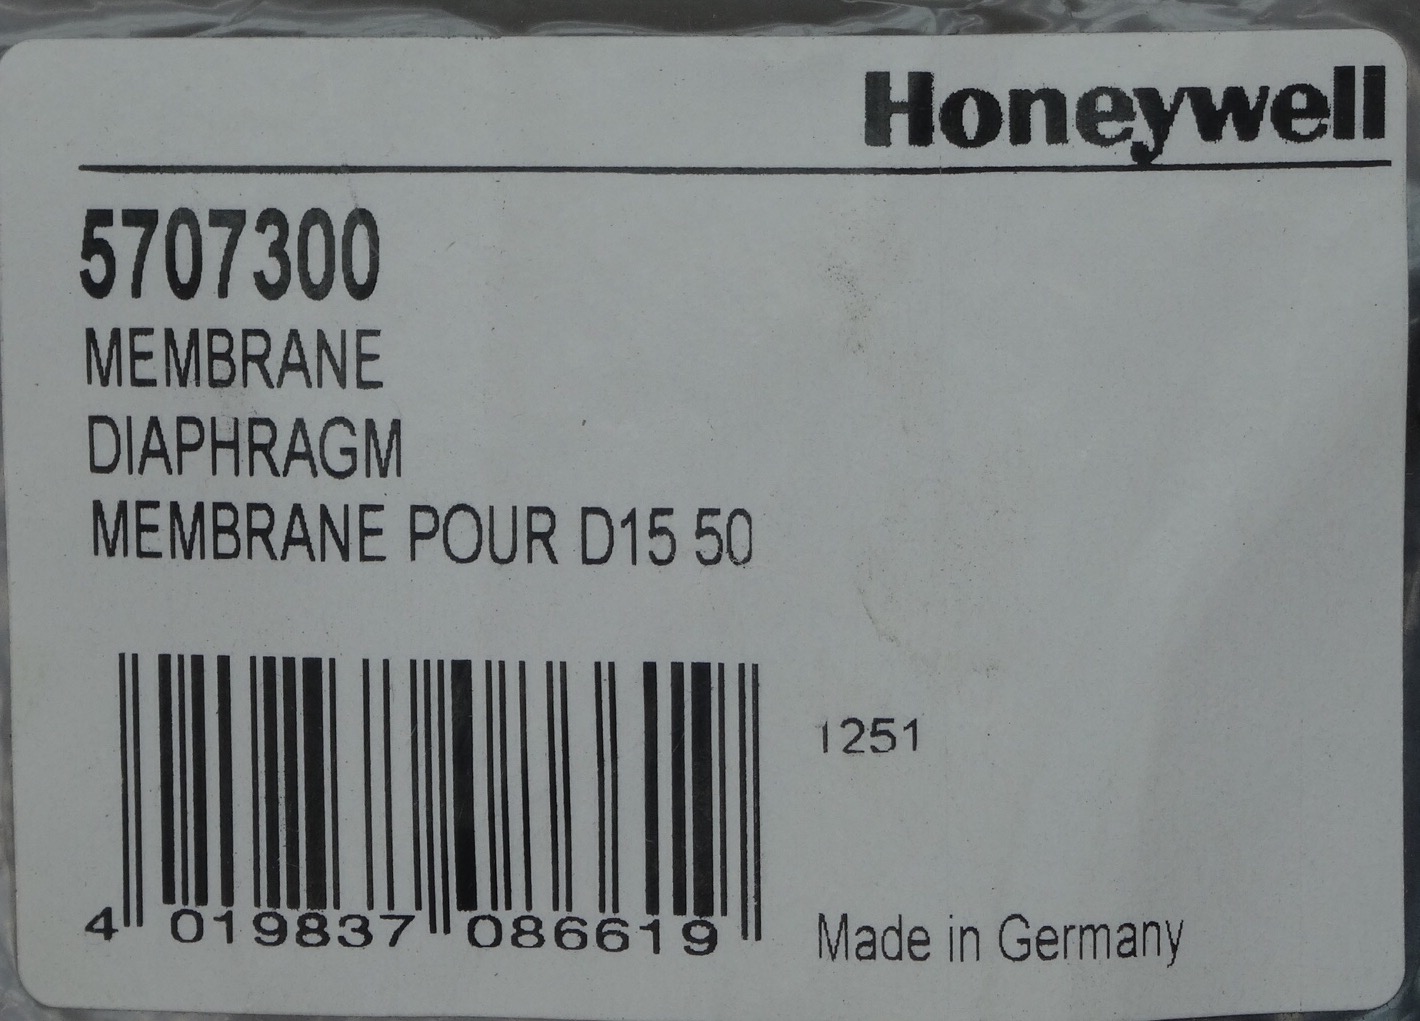 Honeywell
5707300
MEMBRANE
DIAPHRAGM
MEMBRANE POUR D15 50
1251
4 019837 086619
Made in Germany